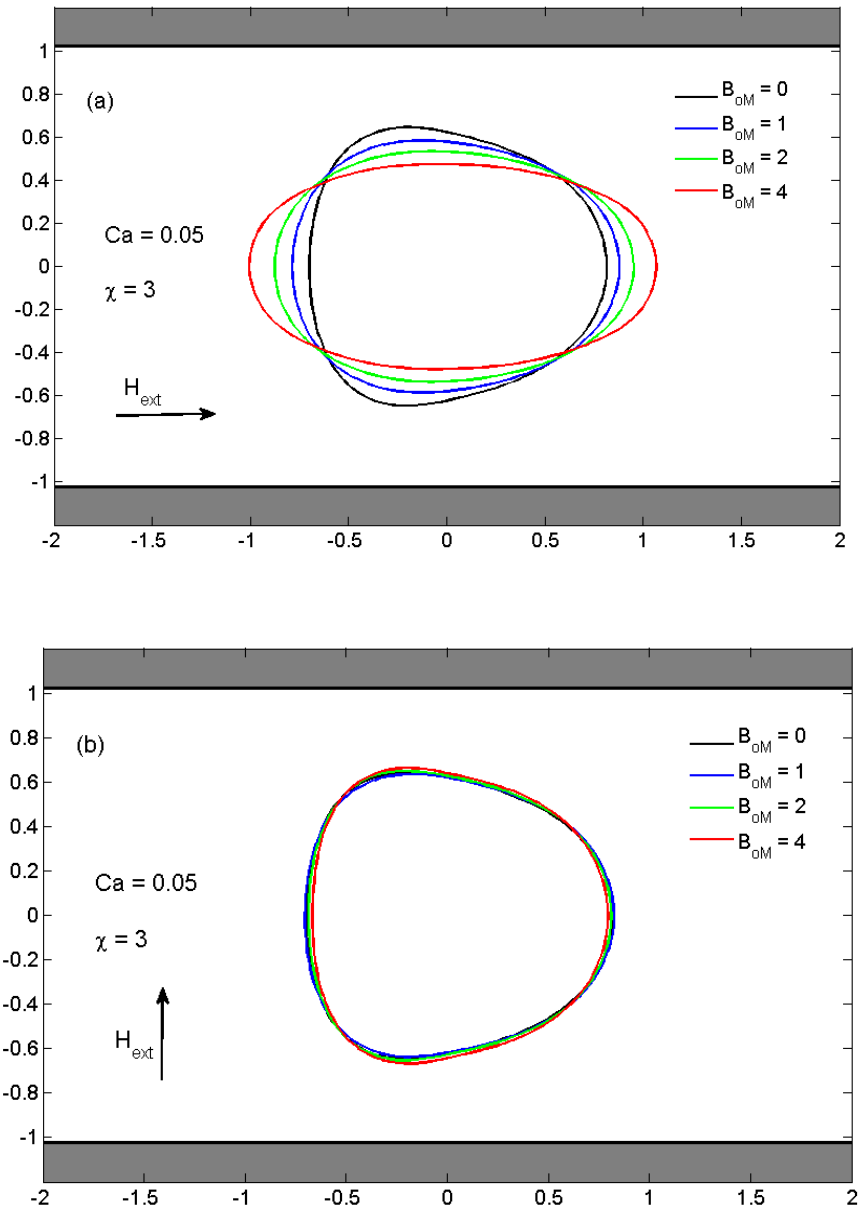 1
0.8
(a)
B_oM = 0
0.6
B_oM = 1
0.4
B_oM = 2
0.2
B_oM = 4
Ca = 0.05
0
χ = 3
-0.2
-0.4
H_ext
-0.6
-0.8
-1
-2 -1.5 -1 -0.5 0 0.5 1 1.5 2
1
0.8
(b)
B_oM = 0
0.6
B_oM = 1
0.4
B_oM = 2
0.2
B_oM = 4
Ca = 0.05
0
χ = 3
-0.2
-0.4
H_ext
-0.6
-0.8
-1
-2 -1.5 -1 -0.5 0 0.5 1 1.5 2